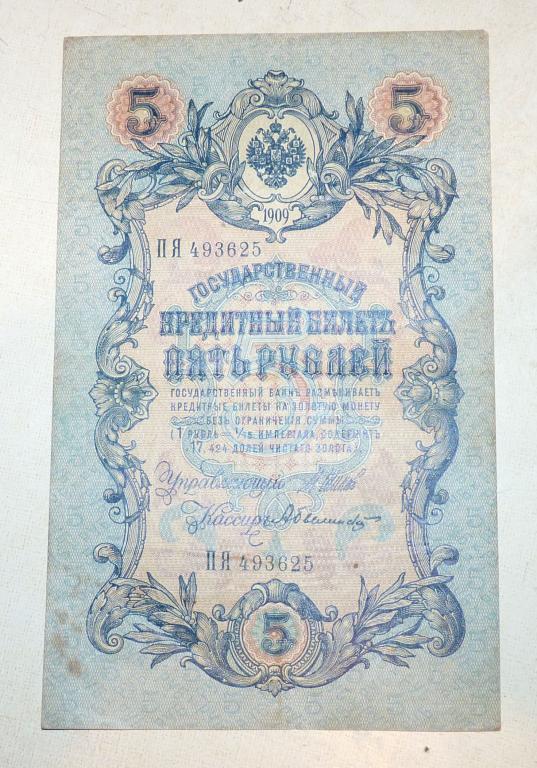 5 5
1909
ПЯ 493625
ГОСУДАРСТВЕННЫЙ
КРЕДИТНЫЙ БИЛЕТЪ
ПЯТЬ РУБЛЕЙ
ГОСУДАРСТВЕННЫЙ БАНКЪ РАЗМѢНИВАЕТЪ
КРЕДИТНЫЕ БИЛЕТЫ НА ЗОЛОТУЮ МОНЕТУ
БЕЗЪ ОГРАНИЧЕНІЯ СУММЫ
(1 РУБЛЬ = 1/15 ИМПЕРІАЛА, СОДЕРЖИТЪ
17,424 ДОЛЕЙ ЧИСТАГО ЗОЛОТА).
Управляющій
Кассиръ
ПЯ 493625
5